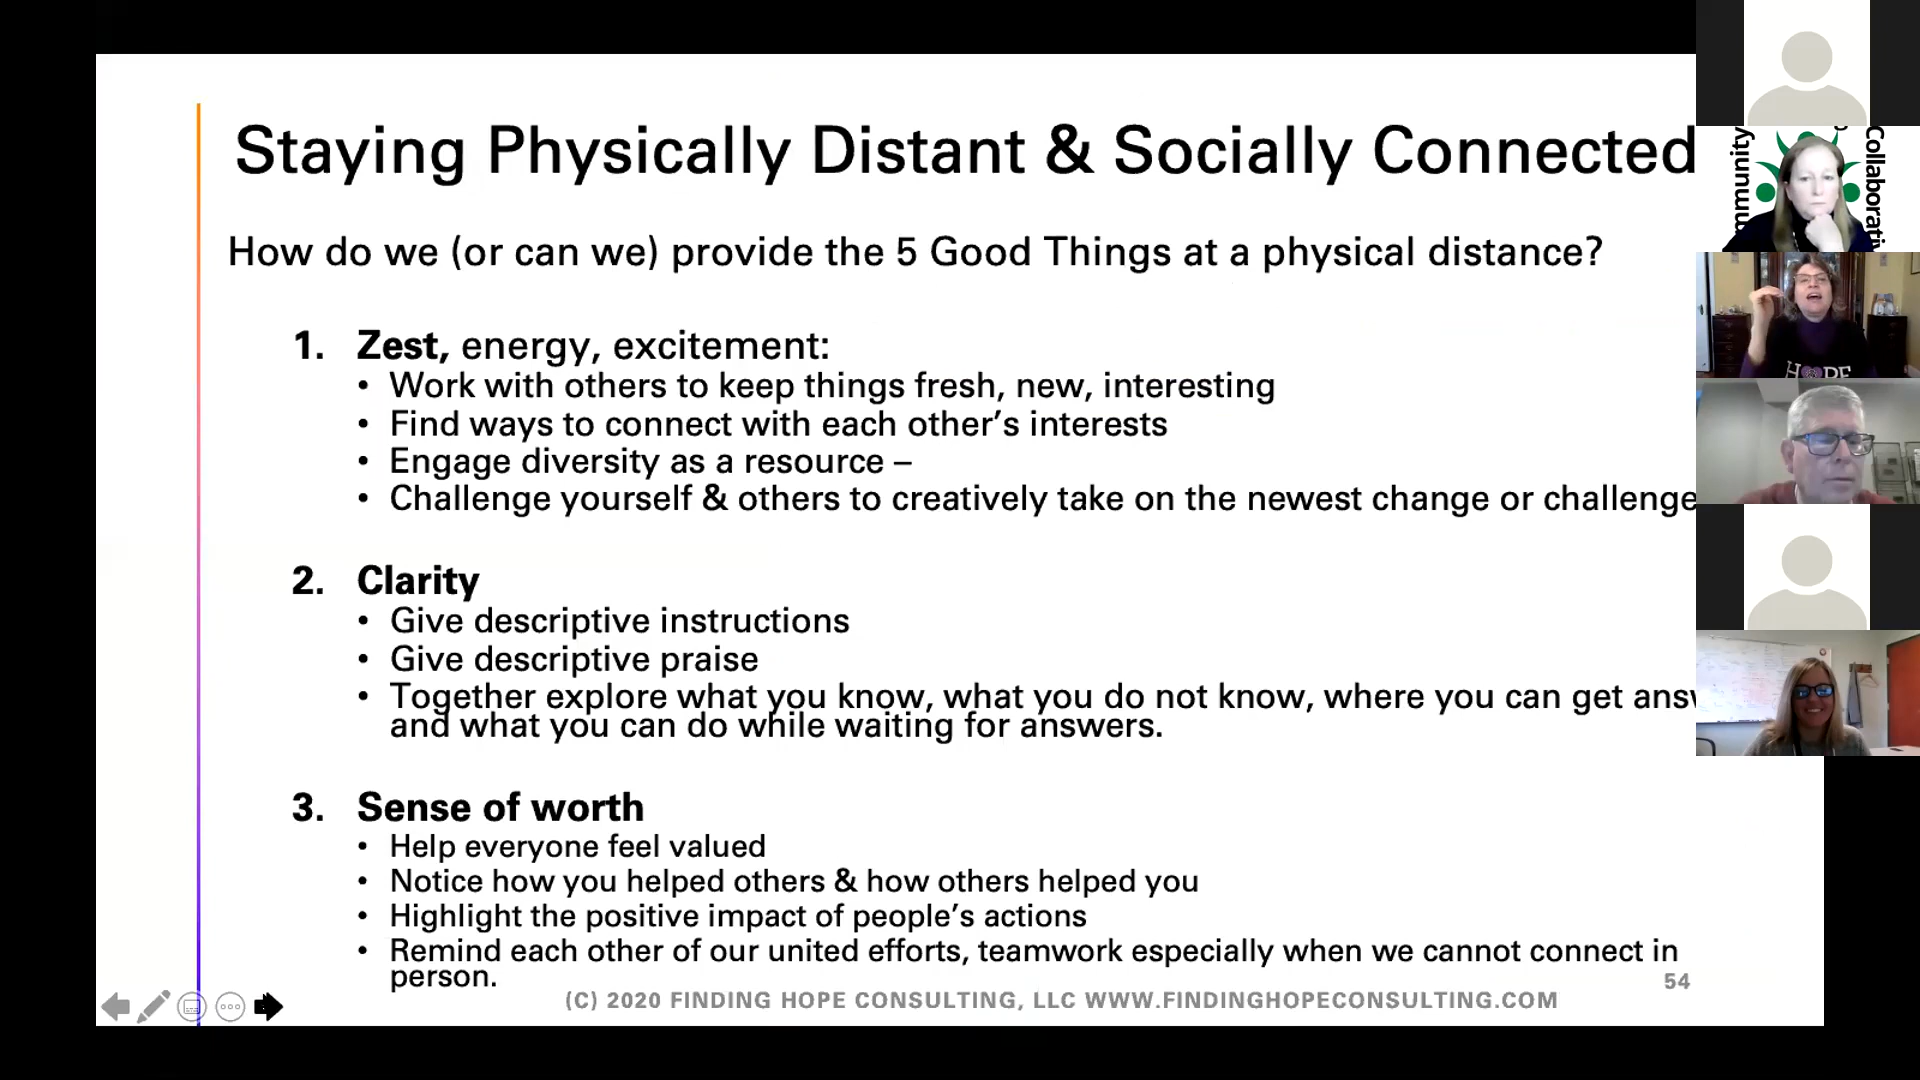 Staying Physically Distant & Socially Connected
How do we (or can we) provide the 5 Good Things at a physical distance?
1. Zest, energy, excitement:
• Work with others to keep things fresh, new, interesting
• Find ways to connect with each other’s interests
• Engage diversity as a resource –
• Challenge yourself & others to creatively take on the newest change or challenge
2. Clarity
• Give descriptive instructions
• Give descriptive praise
• Together explore what you know, what you do not know, where you can get
and what you can do while waiting for answers.
3. Sense of worth
• Help everyone feel valued
• Notice how you helped others & how others helped you
• Highlight the positive impact of people’s actions
• Remind each other of our united efforts, teamwork especially when we cannot connect in
person.
54
(C) 2020 FINDING HOPE CONSULTING, LLC WWW.FINDINGHOPECONSULTING.COM
HOPE